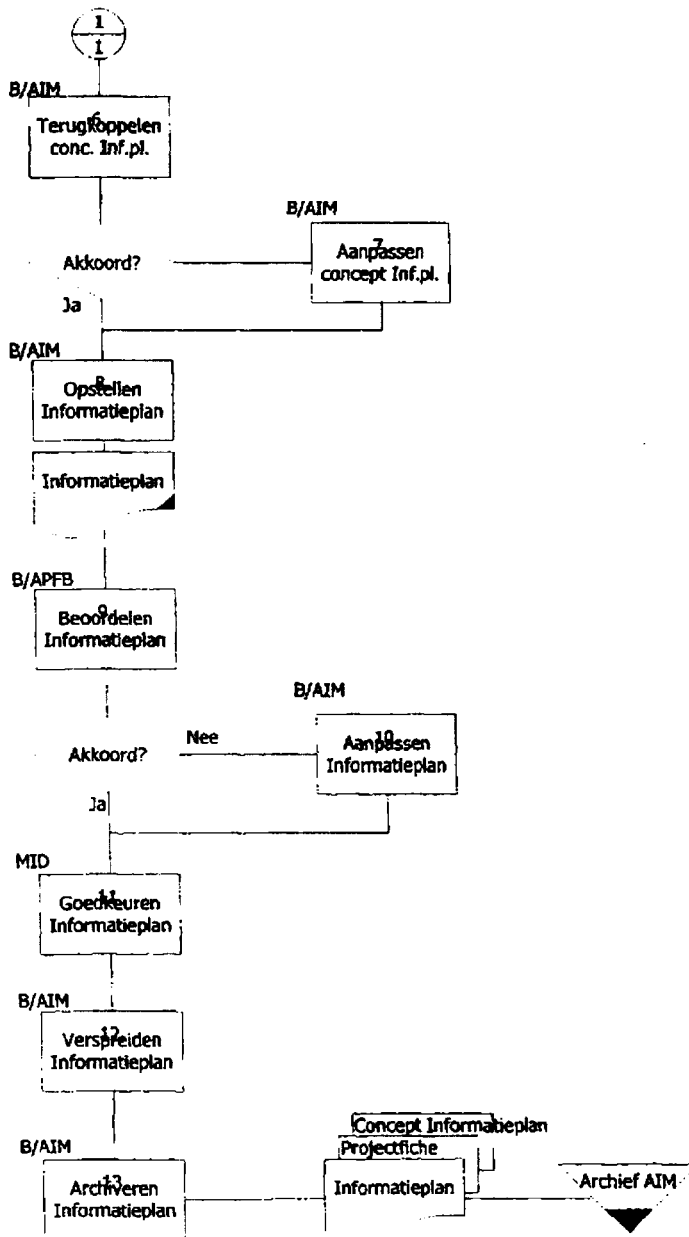 1
1
B/AIM
6
Terugkoppelen
conc. Inf.pl.
B/AIM
7
Aanpassen
concept Inf.pl.
Akkoord?
Ja
B/AIM
8
Opstellen
Informatieplan
Informatieplan
B/APFB
9
Beoordelen
Informatieplan
B/AIM
10
Aanpassen
Informatieplan
Akkoord?
Nee
Ja
MID
11
Goedkeuren
Informatieplan
B/AIM
12
Verspreiden
Informatieplan
B/AIM
13
Archiveren
Informatieplan
Concept Informatieplan
Projectfiche
Informatieplan
Archief AIM